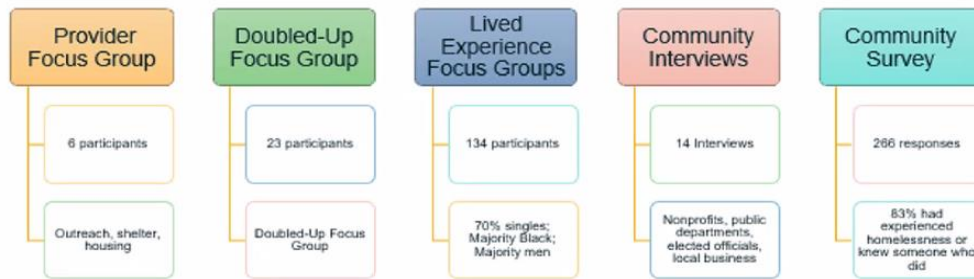 Provider
Focus Group
Doubled-Up
Focus Group
Lived
Experience
Focus Groups
Community
Interviews
Community
Survey
6 participants
23 participants
134 participants
14 Interviews
266 responses
Outreach, shelter,
housing
Doubled-Up Focus
Group
70% singles;
Majority Black;
Majority men
Nonprofits, public
departments,
elected officials,
local business
83% had
experienced
homelessness or
knew someone who
did